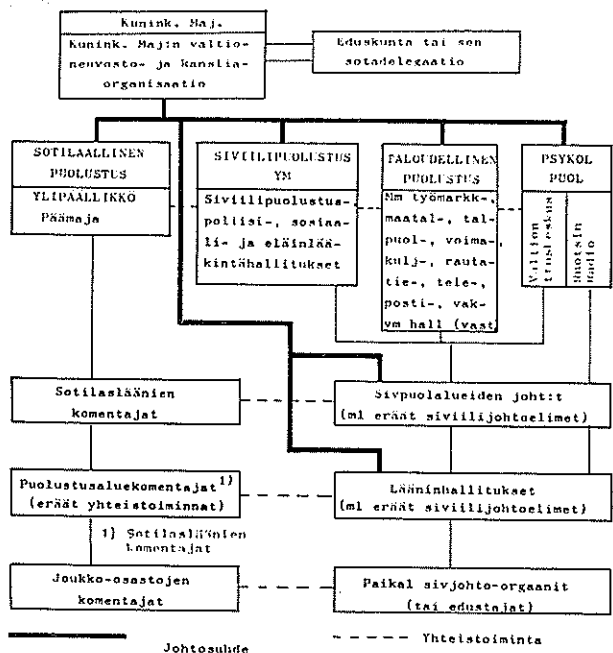 Kunink. Maj.
Kunink. Maj:n valtio-
neuvosto- ja kanslia-
organisaatio
Eduskunta tai sen
sotadelegaatio
SOTILAALLINEN
PUOLUSTUS
YLIPÄÄLLIKKÖ
Päämaja
SIVIILIPUOLUSTUS
YM
Siviilipuolustus-
poliisi-, sosiaa-
li- ja eläinlää-
kintähallitukset
TALOUDELLINEN
PUOLUSTUS
Mm työmarkk-,
maatal-, tal-
puol-, voima-
kulj-, rauta-
tie-, tele-,
posti-, vak-
ym hall (vast
PSYKOL
PUOL
Valtion
Ruotsin
Radio
Sotilasläänien
komentajat
Sivpuolalueiden joht:t
(ml eräät siviilijohtoelimet)
Puolustusaluekomentajat 1)
(eräät yhteistoiminnat)
Lääninhallitukset
(ml eräät siviilijohtoelimet)
1) Sotilasläänien
komentajat
Joukko-osastojen
komentajat
Paikal sivjohto-orgaanit
(tai edustajat)
Johtosuhde
Yhteistoiminta